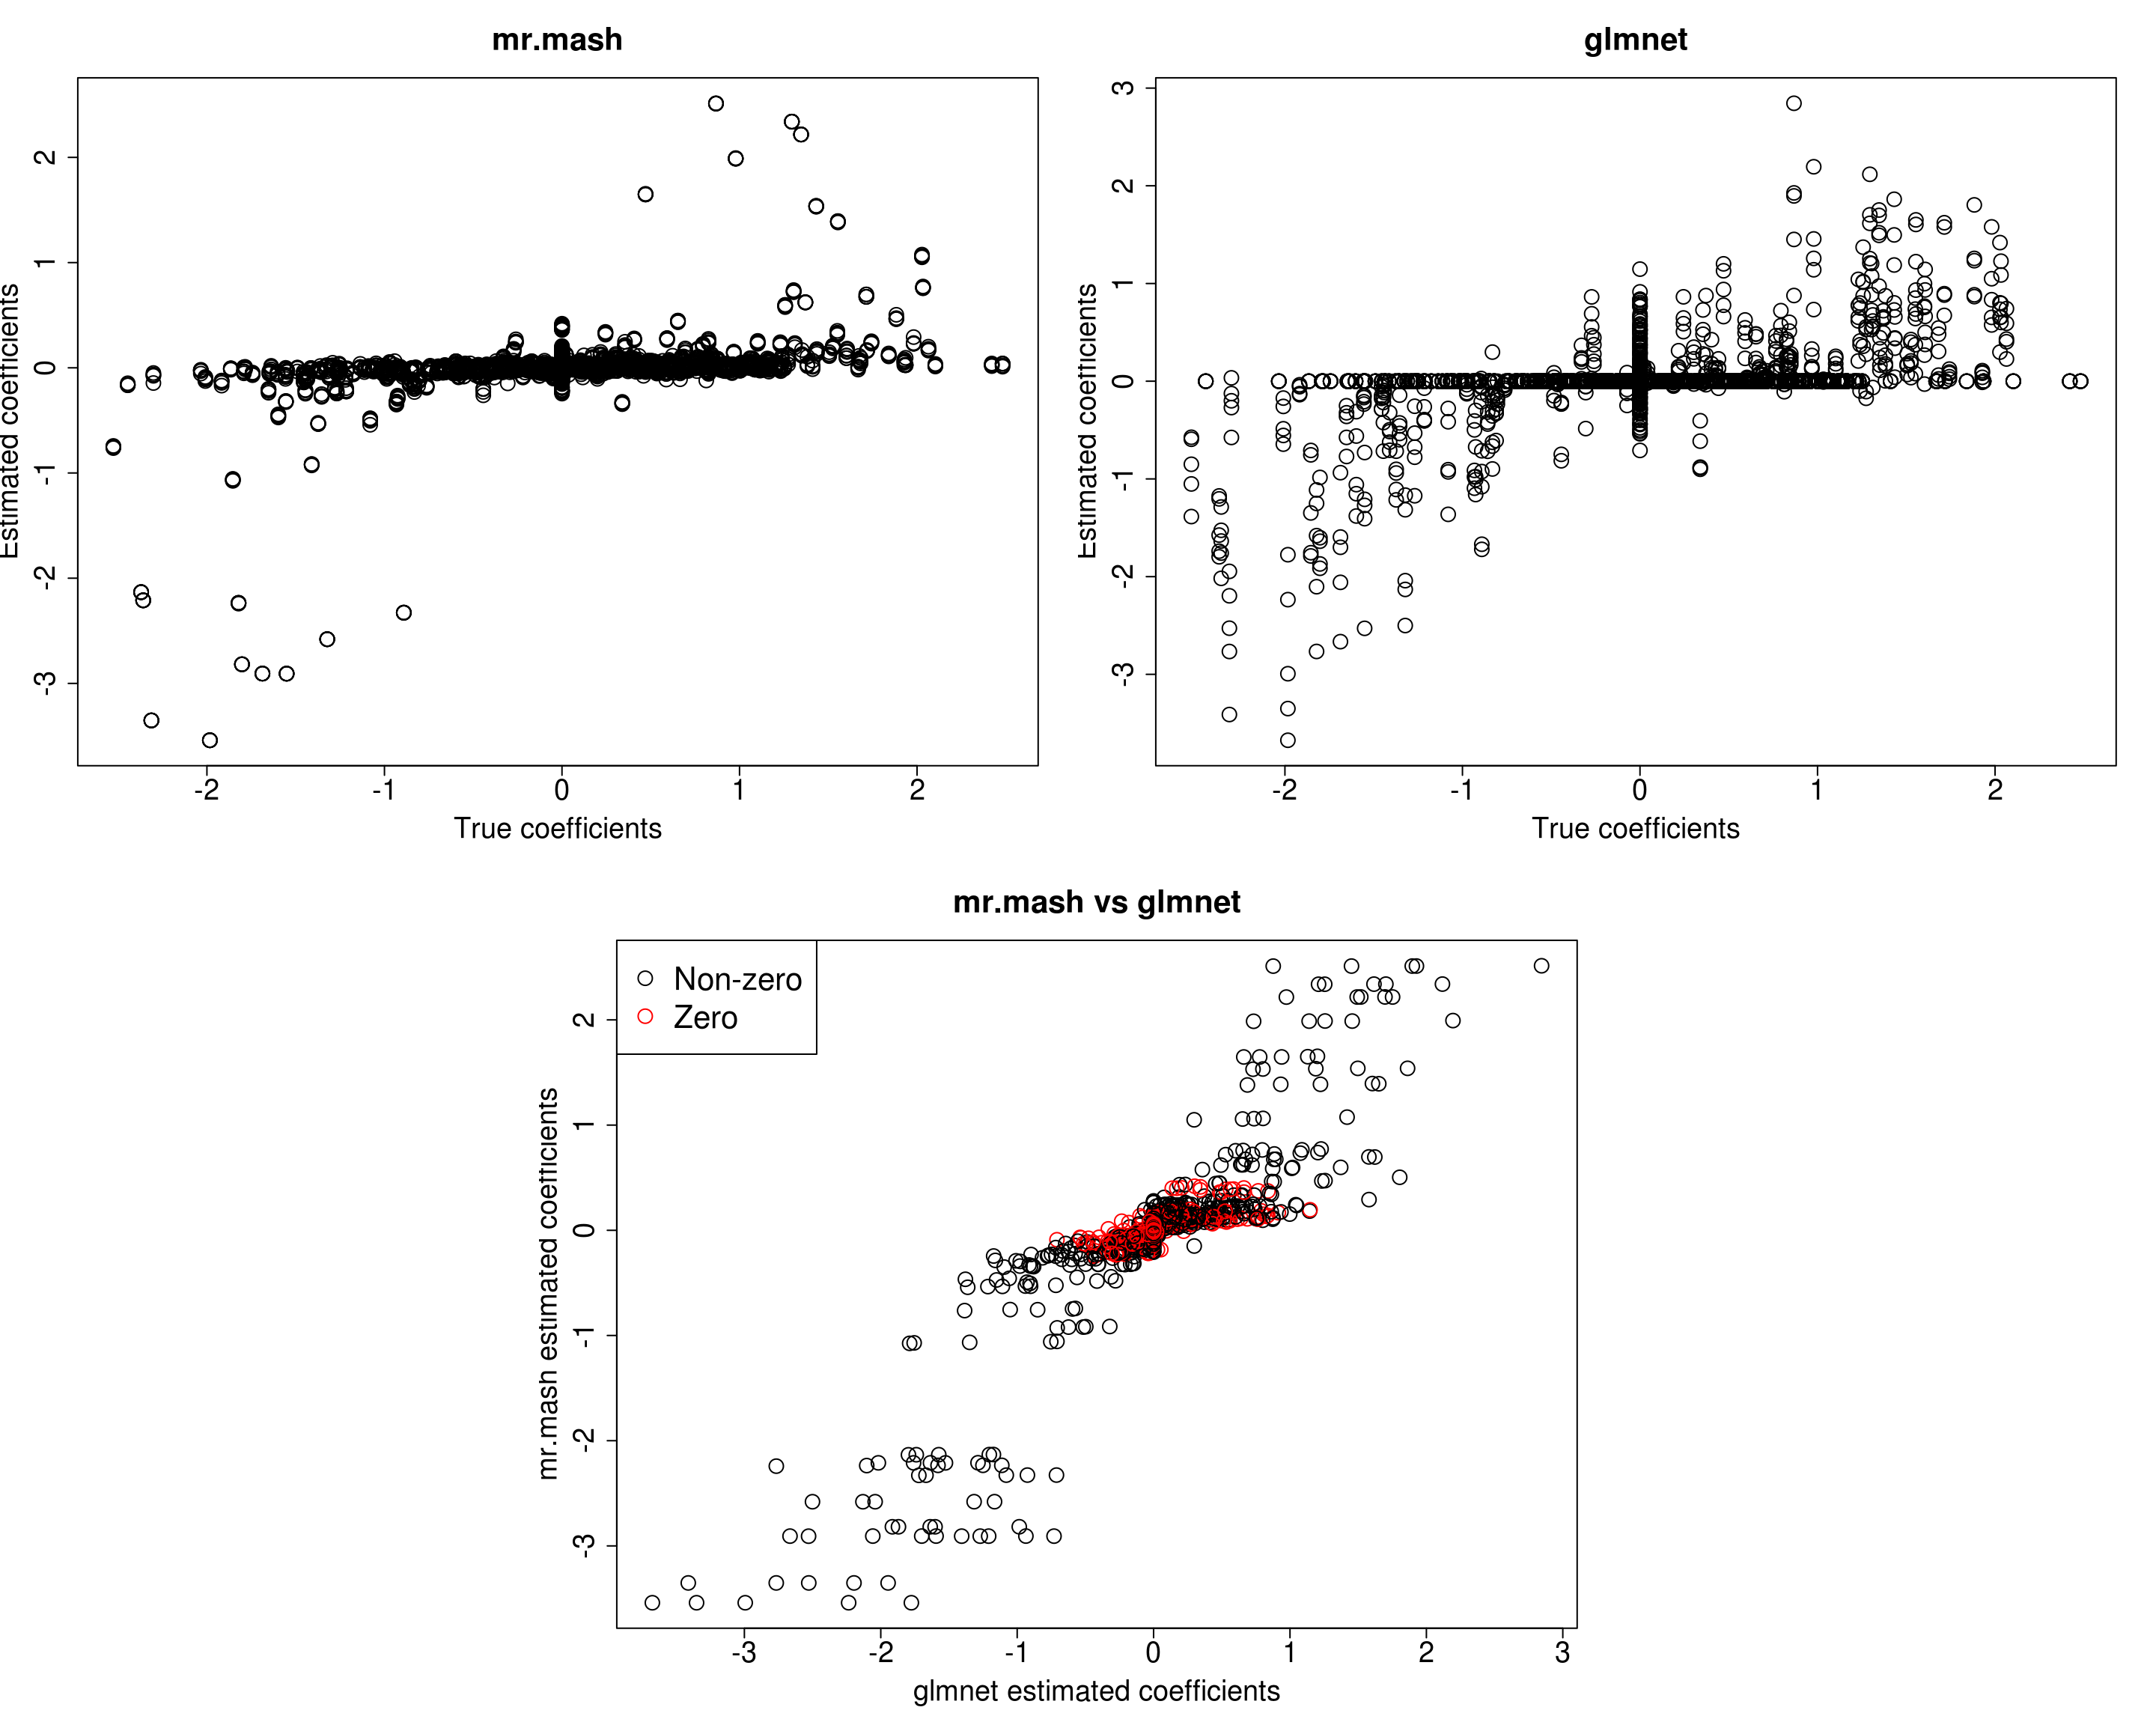 mr.mash
Estimated coefficients
2
1
0
-1
-2
-3
-2 -1 0 1 2
True coefficients
glmnet
Estimated coefficients
3
2
1
0
-1
-2
-3
-2 -1 0 1 2
True coefficients
mr.mash vs glmnet
Non-zero
Zero
mr.mash estimated coefficients
2
1
0
-1
-2
-3
-3 -2 -1 0 1 2 3
glmnet estimated coefficients